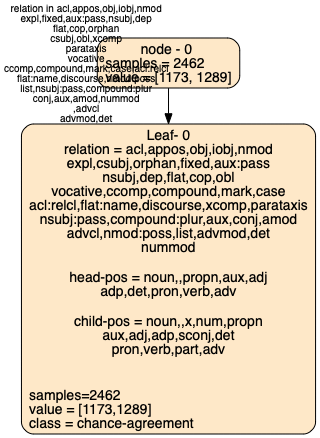 relation in acl,appos,obj,iobj,nmod
expl,fixed,aux:pass,nsubj,dep
flat,cop,orphan
csubj,obl,xcomp
parataxis
vocative
ccomp,compound,mark,case,acl:relcl
flat:name,discourse,nmod:poss
list,nsubj:pass,compound:plur
conj,aux,amod,nummod
,advcl
advmod,det
node - 0
samples = 2462
value = [1173, 1289]
Leaf- 0
relation = acl,appos,obj,iobj,nmod
expl,csubj,orphan,fixed,aux:pass
nsubj,dep,flat,cop,obl
vocative,ccomp,compound,mark,case
acl:relcl,flat:name,discourse,xcomp,parataxis
nsubj:pass,compound:plur,aux,conj,amod
advcl,nmod:poss,list,advmod,det
nummod
head-pos = noun,,propn,aux,adj
adp,det,pron,verb,adv
child-pos = noun,,x,num,propn
aux,adj,adp,sconj,det
pron,verb,part,adv
samples=2462
value = [1173,1289]
class = chance-agreement